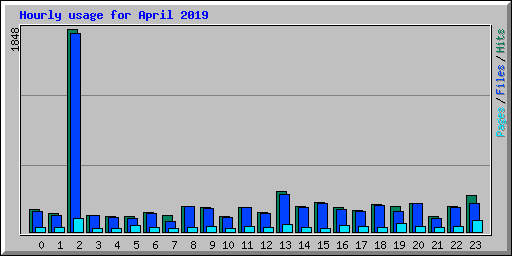 Hourly usage for April 2019
1848
Pages/Files/Hits
0 1 2 3 4 5 6 7 8 9 10 11 12 13 14 15 16 17 18 19 20 21 22 23